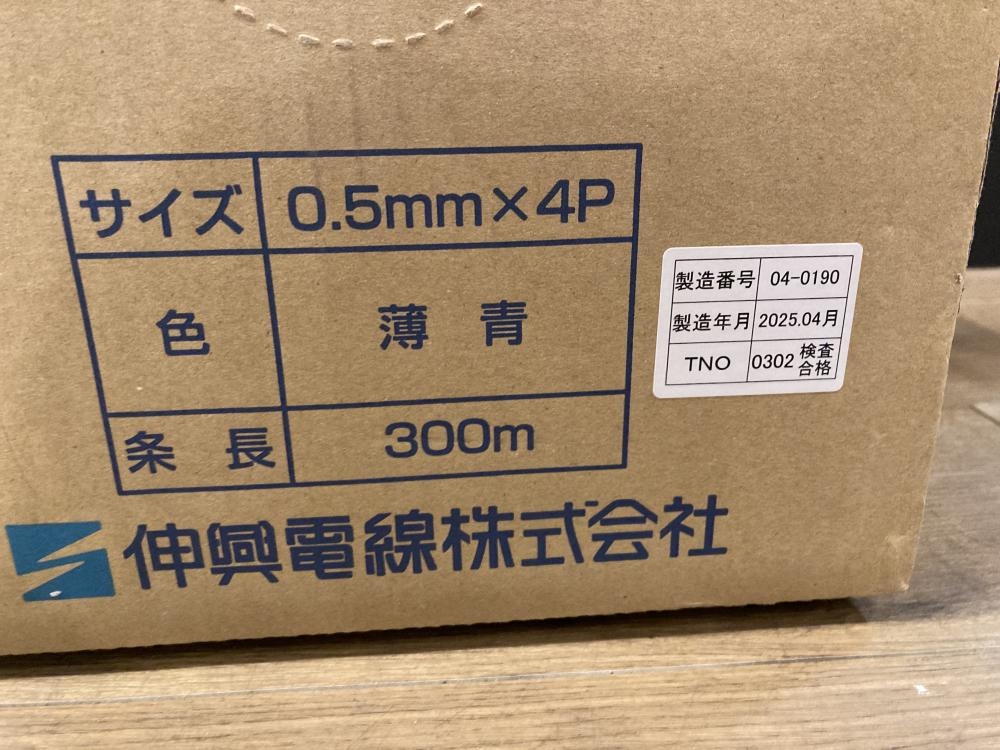 サイズ 0.5mm×4P
色 薄青
条長 300m
伸興電線株式会社
製造番号 04-0190
製造年月 2025.04月
TNO 0302 検査合格